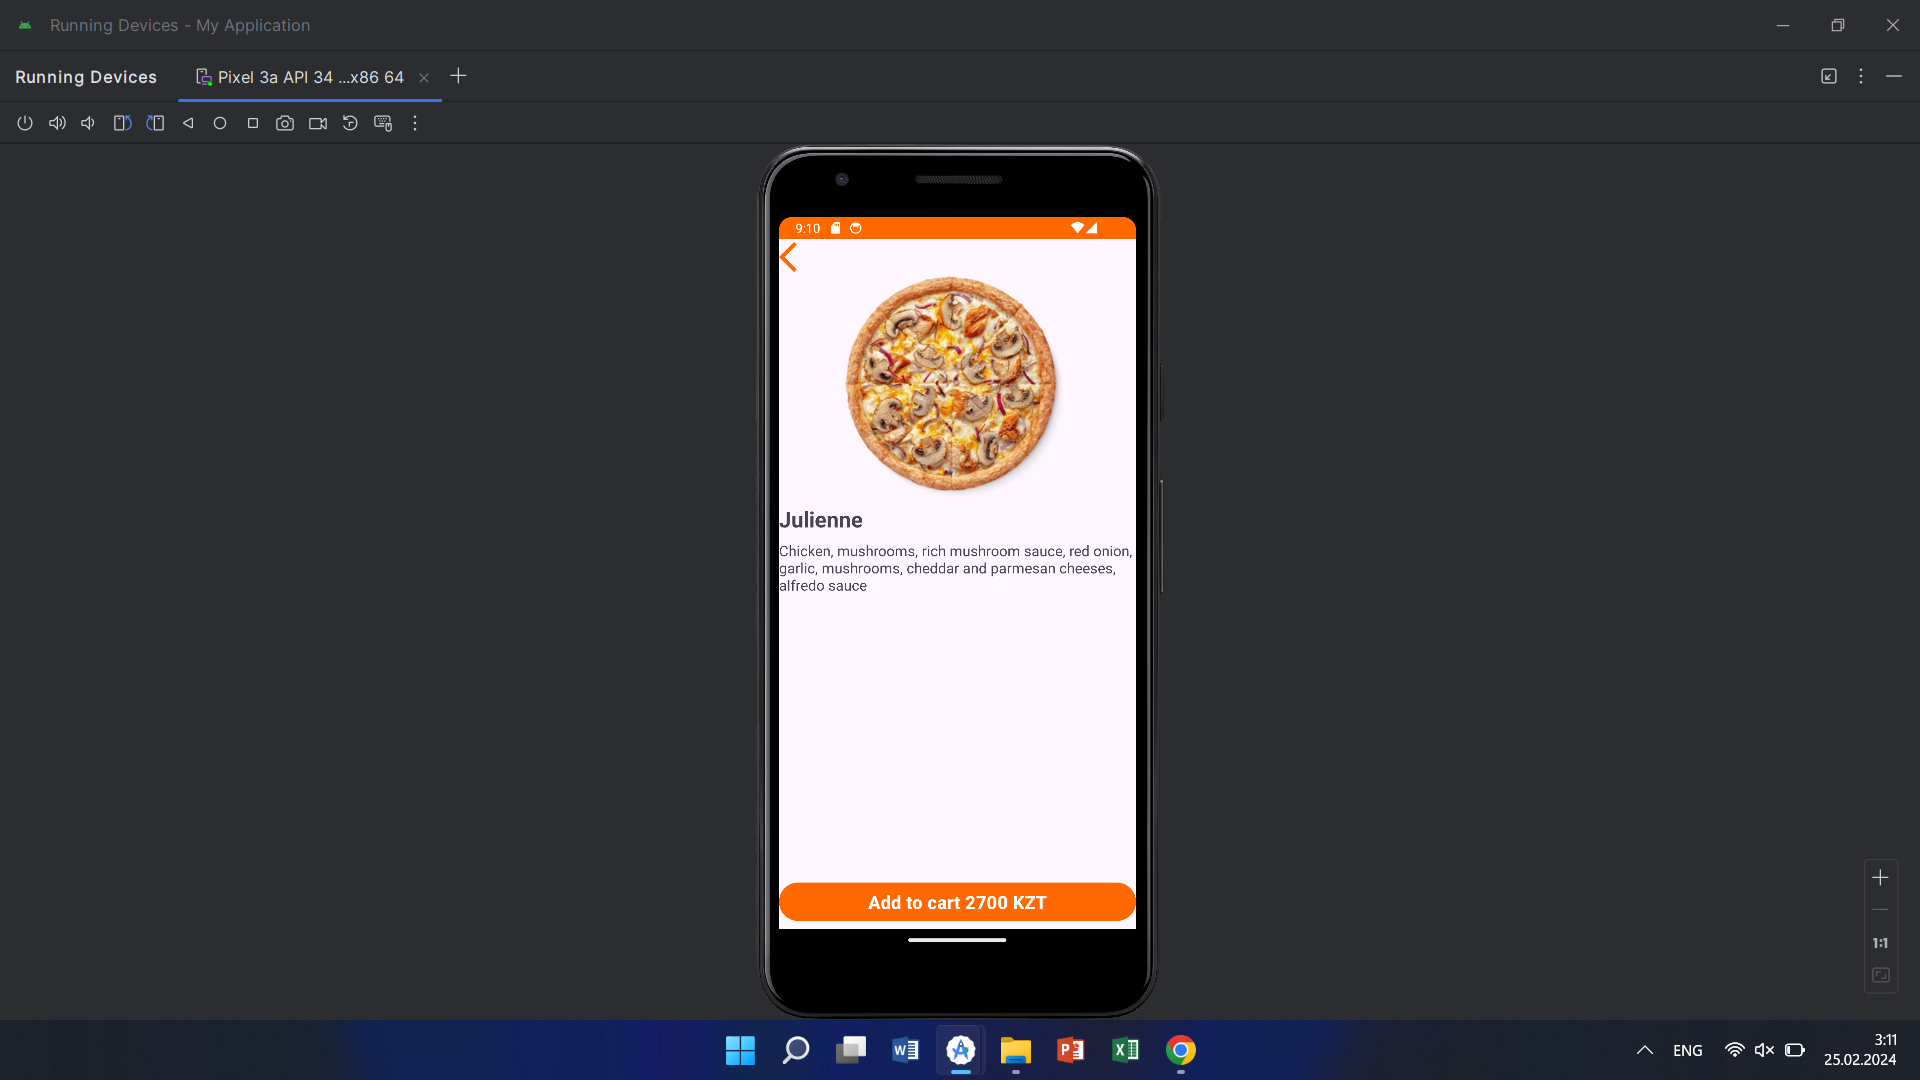 Running Devices - My Application
Running Devices
Pixel 3a API 34 ...x86 64
9:10
Julienne
Chicken, mushrooms, rich mushroom sauce, red onion,
garlic, mushrooms, cheddar and parmesan cheeses,
alfredo sauce
Add to cart 2700 KZT
1:1
ENG
3:11
25.02.2024